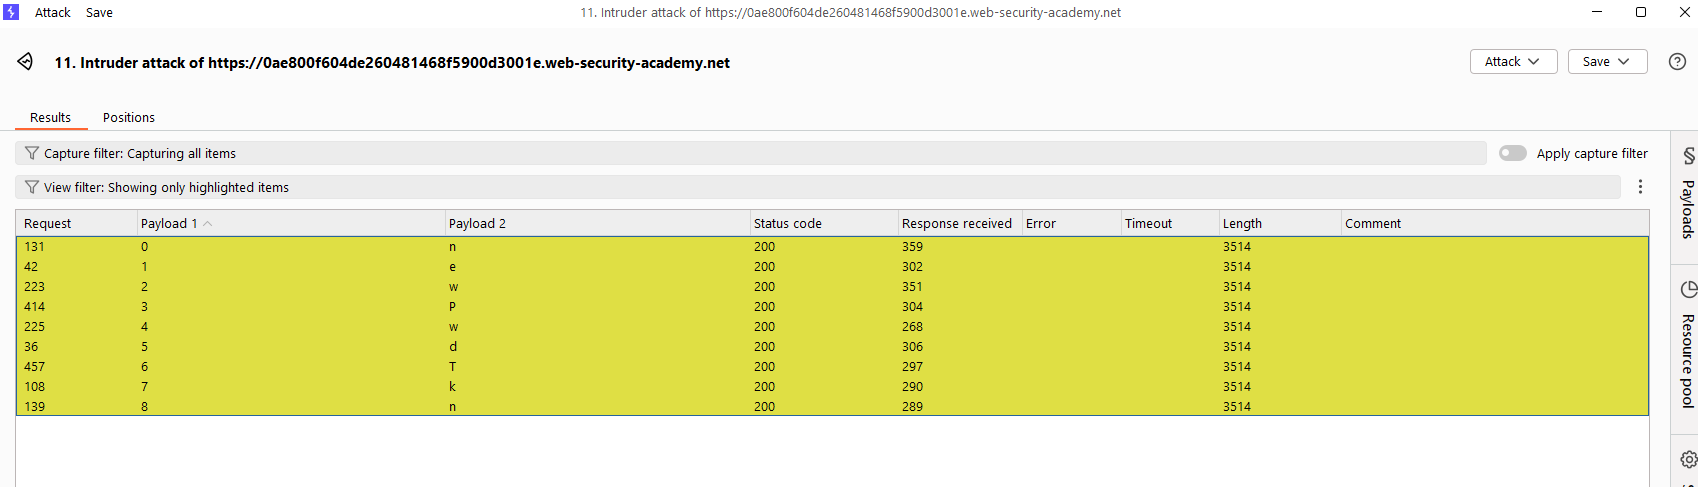 Attack Save 11. Intruder attack of https://0ae800f604de260481468f5900d3001e.web-security-academy.net
11. Intruder attack of https://0ae800f604de260481468f5900d3001e.web-security-academy.net Attack Save
Results Positions
Capture filter: Capturing all items Apply capture filter
View filter: Showing only highlighted items
Request Payload 1 Payload 2 Status code Response received Error Timeout Length Comment
131 0 n 200 359 3514
42 1 e 200 302 3514
223 2 w 200 351 3514
414 3 P 200 304 3514
225 4 w 200 268 3514
36 5 d 200 306 3514
457 6 T 200 297 3514
108 7 k 200 290 3514
139 8 n 200 289 3514
Payloads
Resource pool